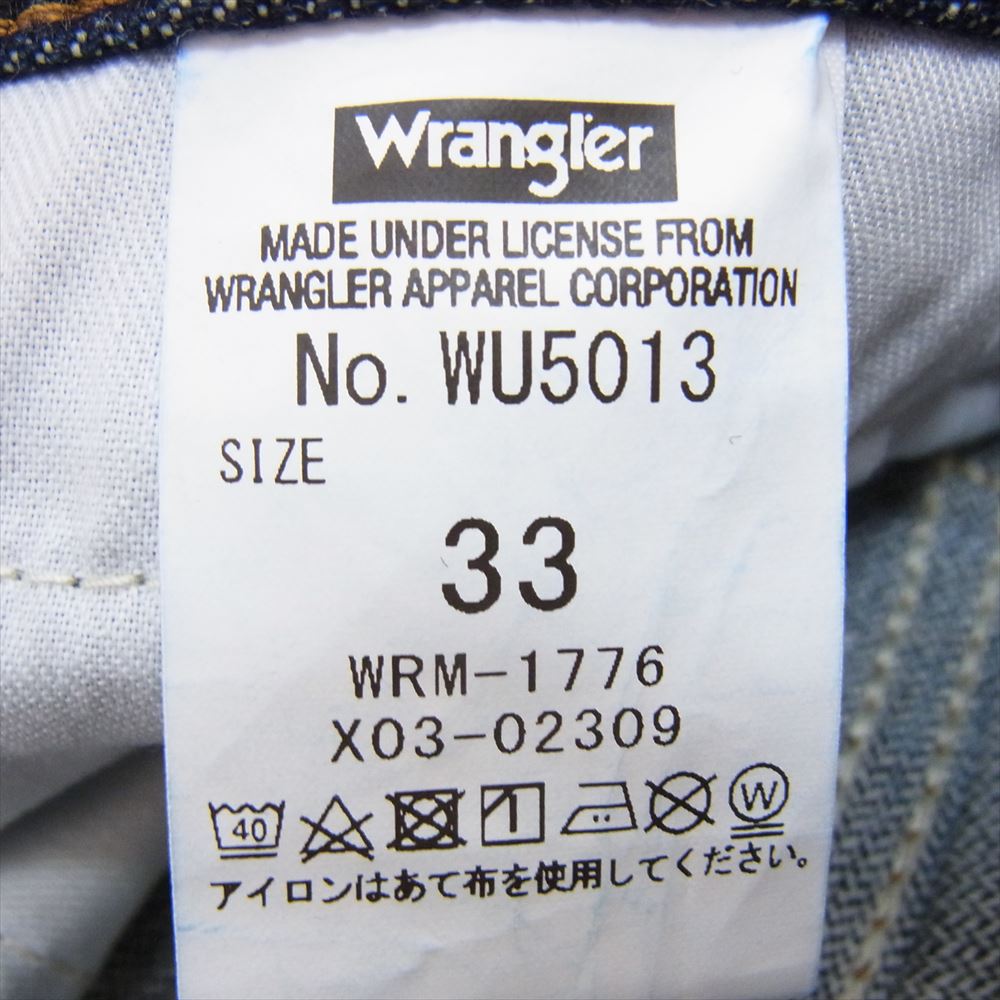 Wrangler
MADE UNDER LICENSE FROM
WRANGLER APPAREL CORPORATION
No. WU5013
SIZE
33
WRM-1776
X03-02309
40 W
アイロンはあて布を使用してください。